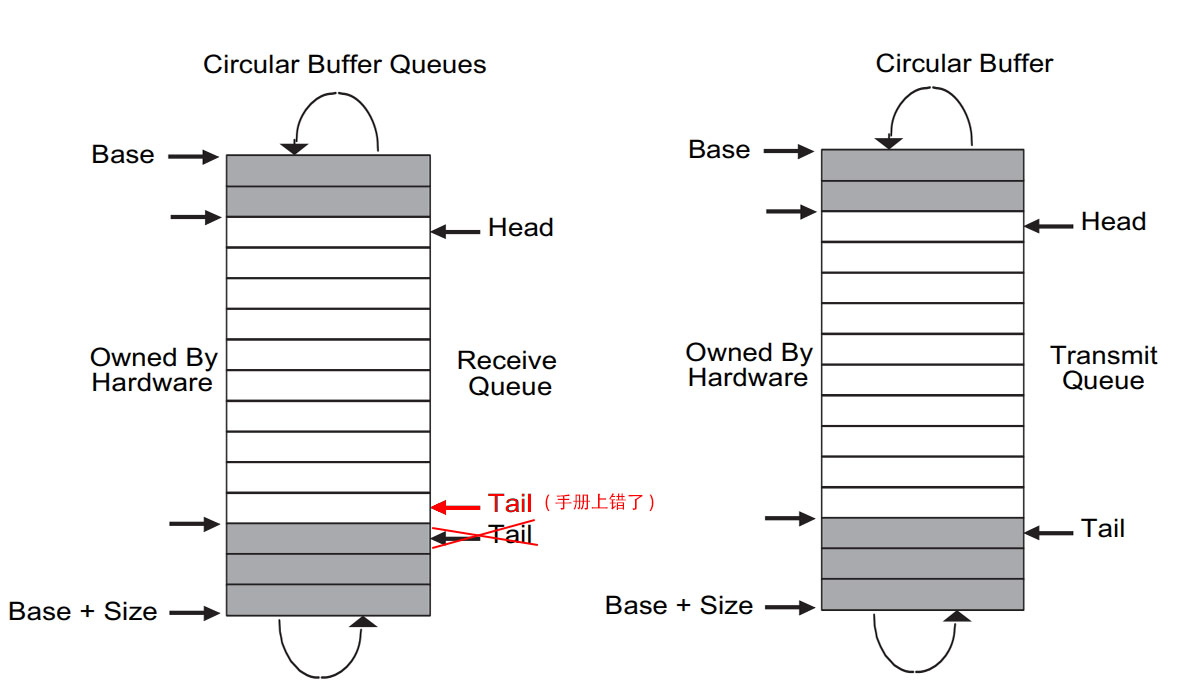 Circular Buffer Queues
Base
Head
Owned By
Hardware
Receive
Queue
Tail（手册上错了）
Tail
Base + Size
Circular Buffer
Base
Head
Owned By
Hardware
Transmit
Queue
Tail
Base + Size